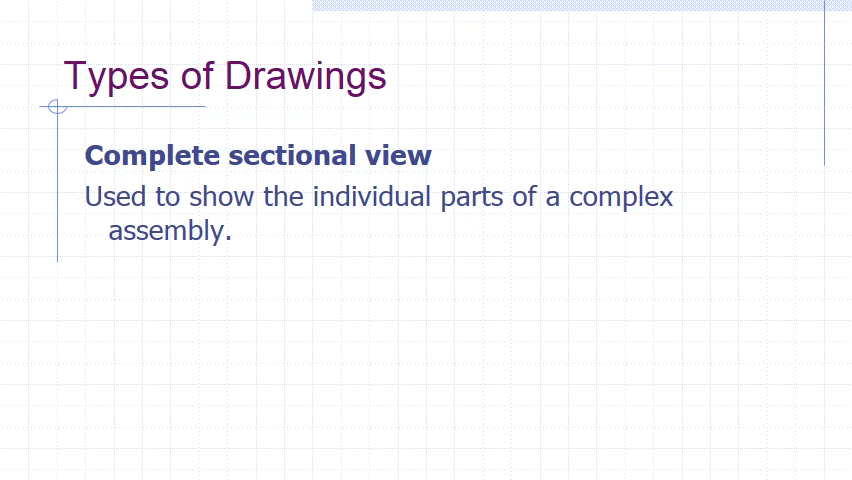 Types of Drawings
Complete sectional view
Used to show the individual parts of a complex
assembly.